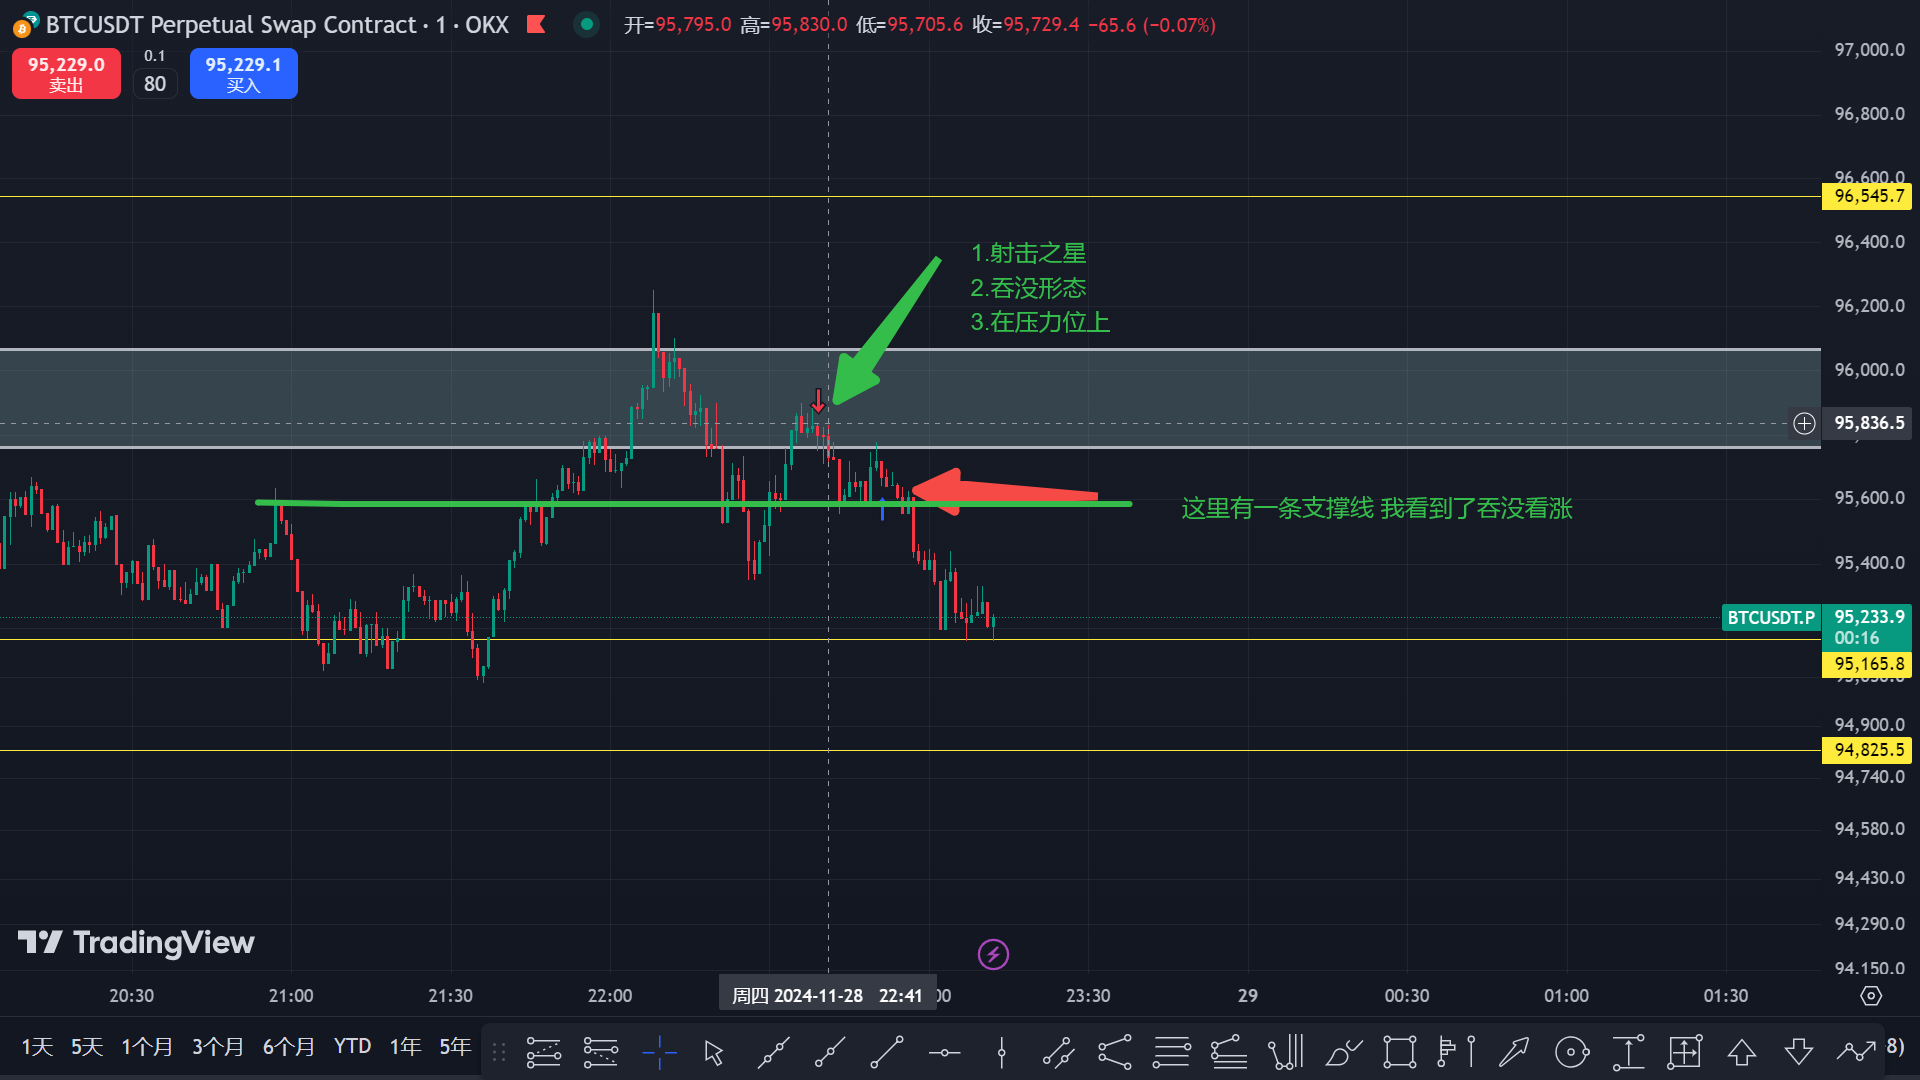 BTCUSDT Perpetual Swap Contract · 1 · OKX 开=95,795.0 高=95,830.0 低=95,705.6 收=95,729.4 −65.6 (−0.07%)
95,229.0
卖出
0.1
80
95,229.1
买入
97,000.0
96,800.0
96,600.0
96,545.7
96,400.0
96,200.0
96,000.0
95,836.5
95,600.0
95,400.0
BTCUSDT.P 95,233.9
00:16
95,165.8
94,900.0
94,825.5
94,740.0
94,580.0
94,430.0
94,290.0
94,150.0
1.射击之星
2.吞没形态
3.在压力位上
这里有一条支撑线 我看到了吞没看涨
TradingView
20:30 21:00 21:30 22:00 周四 2024-11-28 22:41 23:30 29 00:30 01:00 01:30
1天 5天 1个月 3个月 6个月 YTD 1年 5年 8)